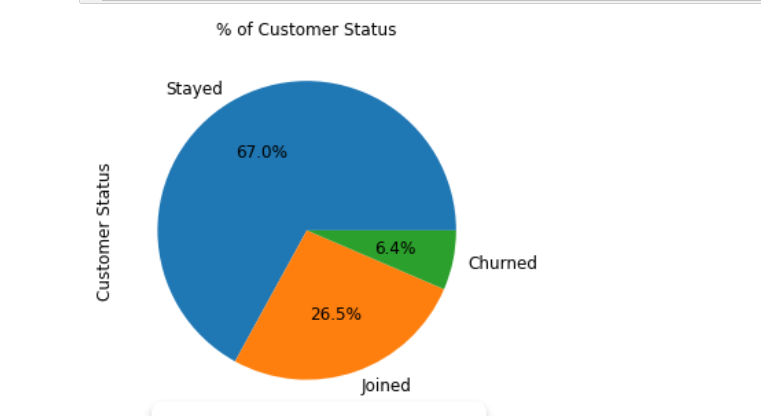 % of Customer Status
Stayed
67.0%
Customer Status
6.4%
Churned
26.5%
Joined